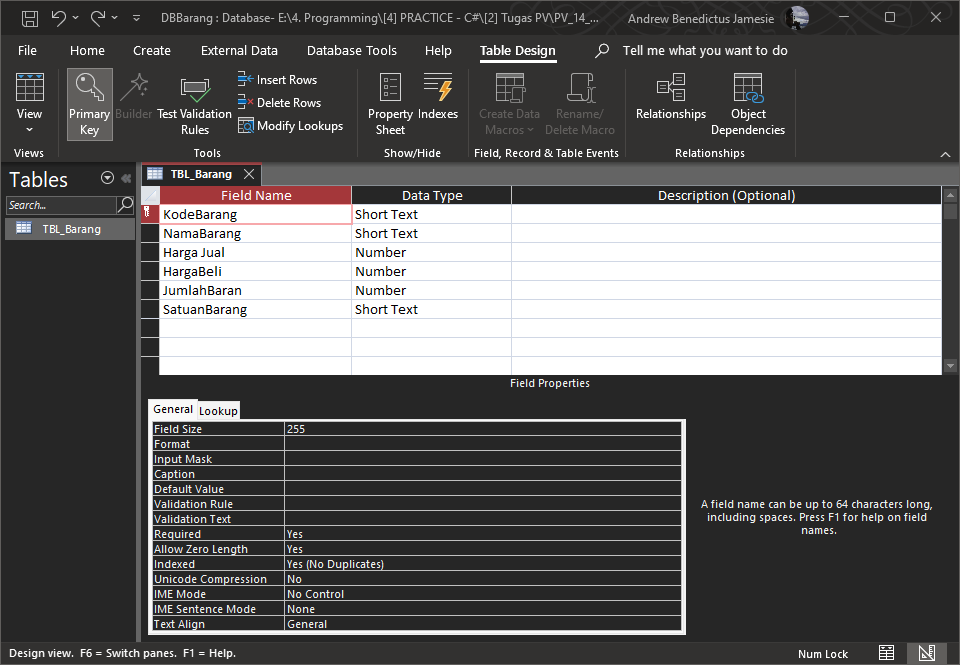 DBBarang : Database- E:\4. Programming\[4] PRACTICE - C#\[2] Tugas PV\PV_14_... Andrew Benedictus Jamesie
File Home Create External Data Database Tools Help Table Design Tell me what you want to do
View
Primary Key
Builder
Test Validation Rules
Insert Rows
Delete Rows
Modify Lookups
Property Sheet
Indexes
Create Data Macros
Rename/ Delete Macro
Relationships
Object Dependencies
Views Tools Show/Hide Field, Record & Table Events Relationships
Tables
Search...
TBL_Barang
TBL_Barang
Field Name Data Type Description (Optional)
KodeBarang Short Text
NamaBarang Short Text
Harga Jual Number
HargaBeli Number
JumlahBaran Number
SatuanBarang Short Text
Field Properties
General Lookup
Field Size 255
Format
Input Mask
Caption
Default Value
Validation Rule
Validation Text
Required Yes
Allow Zero Length Yes
Indexed Yes (No Duplicates)
Unicode Compression No
IME Mode No Control
IME Sentence Mode None
Text Align General
A field name can be up to 64 characters long,
including spaces. Press F1 for help on field
names.
Design view. F6 = Switch panes. F1 = Help. Num Lock